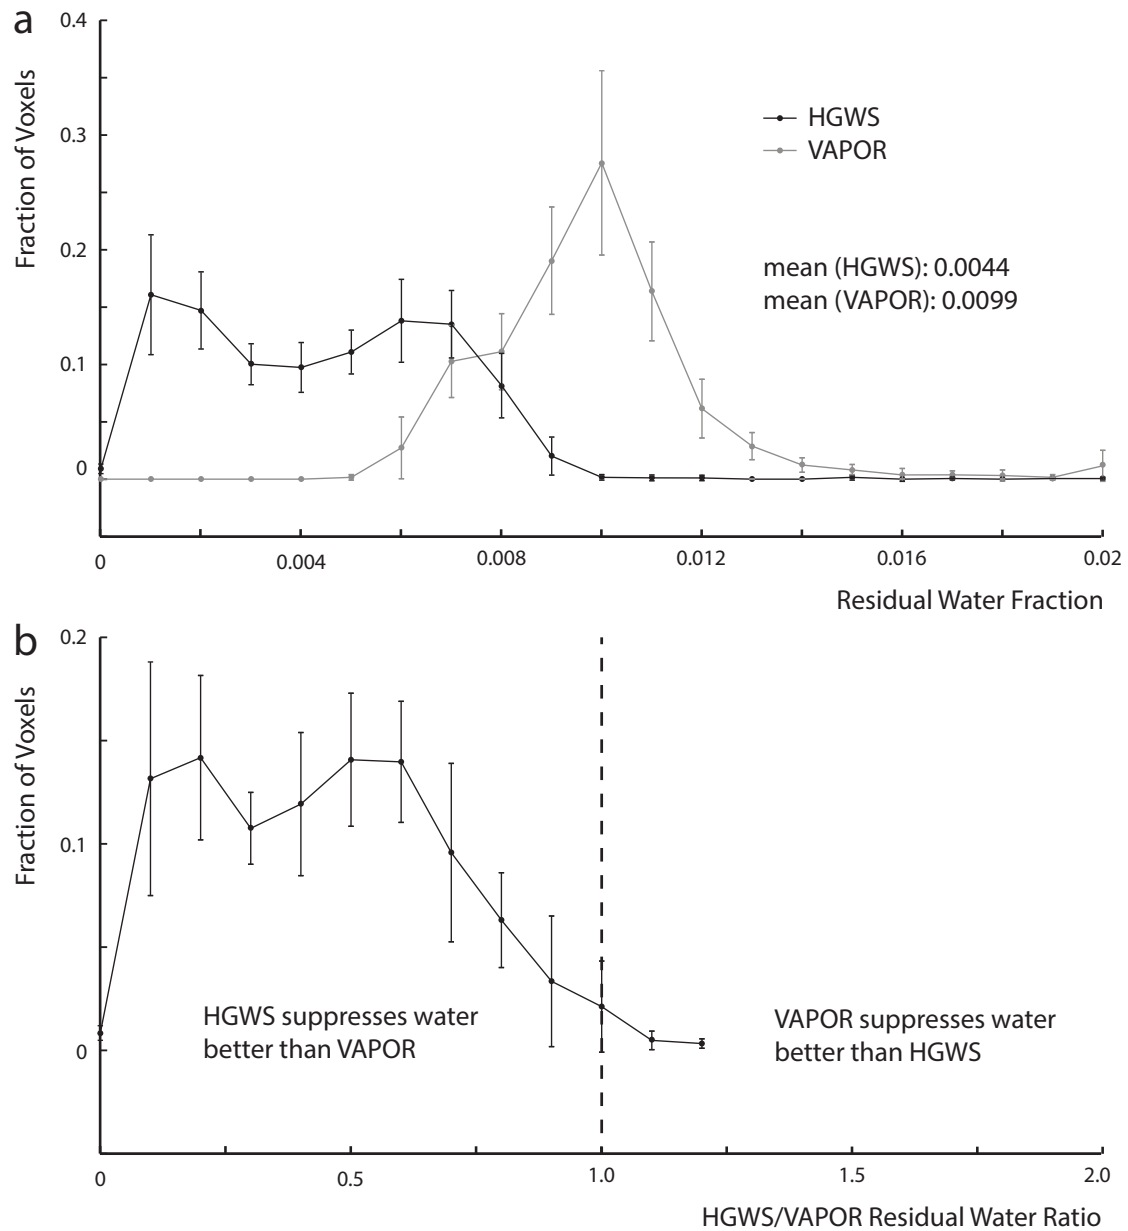 a
0.4
0.3
0.2
0.1
0
Fraction of Voxels
HGWS
VAPOR
mean (HGWS): 0.0044
mean (VAPOR): 0.0099
0
0.004
0.008
0.012
0.016
0.02
Residual Water Fraction
b
0.2
0.1
0
Fraction of Voxels
HGWS suppresses water
better than VAPOR
VAPOR suppresses water
better than HGWS
0
0.5
1.0
1.5
2.0
HGWS/VAPOR Residual Water Ratio